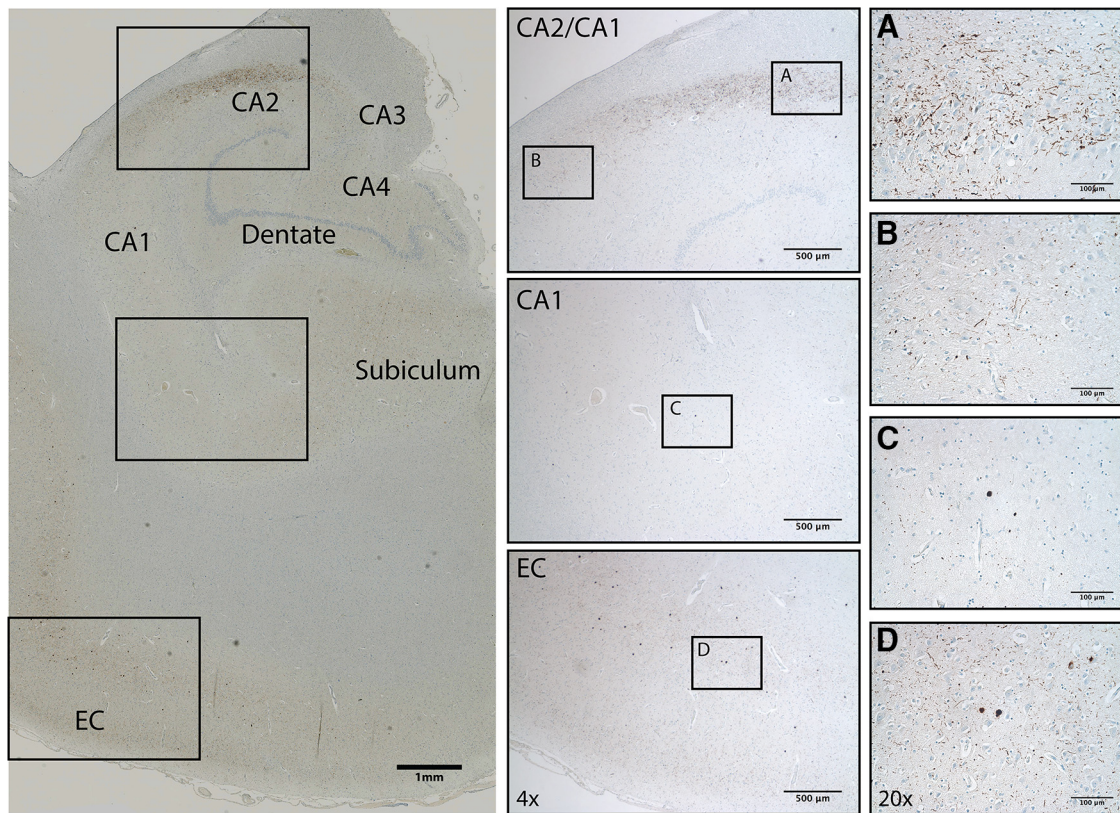 CA2
CA3
CA4
CA1
Dentate
Subiculum
EC
1mm
CA2/CA1
A
B
500 µm
CA1
C
500 µm
EC
D
4x
500 µm
A
100 µm
B
100 µm
C
100 µm
D
20x
100 µm